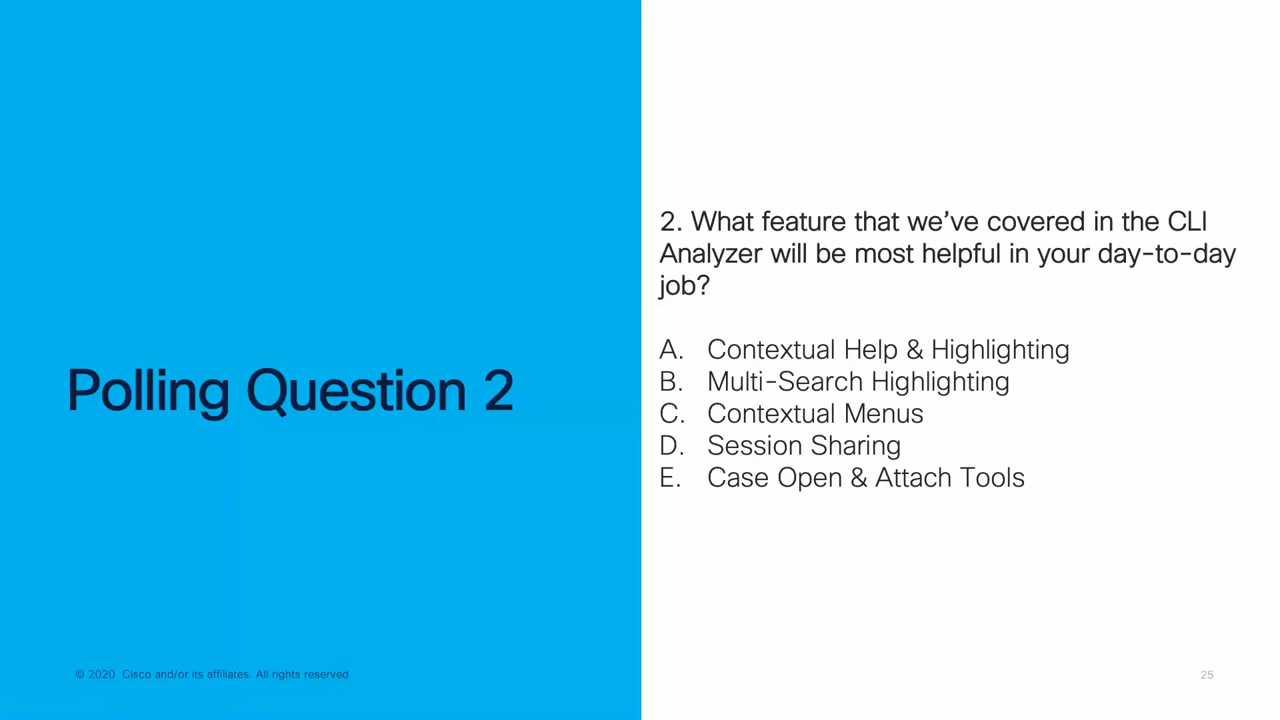 Polling Question 2
2. What feature that we’ve covered in the CLI
Analyzer will be most helpful in your day-to-day
job?
A. Contextual Help & Highlighting
B. Multi-Search Highlighting
C. Contextual Menus
D. Session Sharing
E. Case Open & Attach Tools
© 2020 Cisco and/or its affiliates. All rights reserved.
25